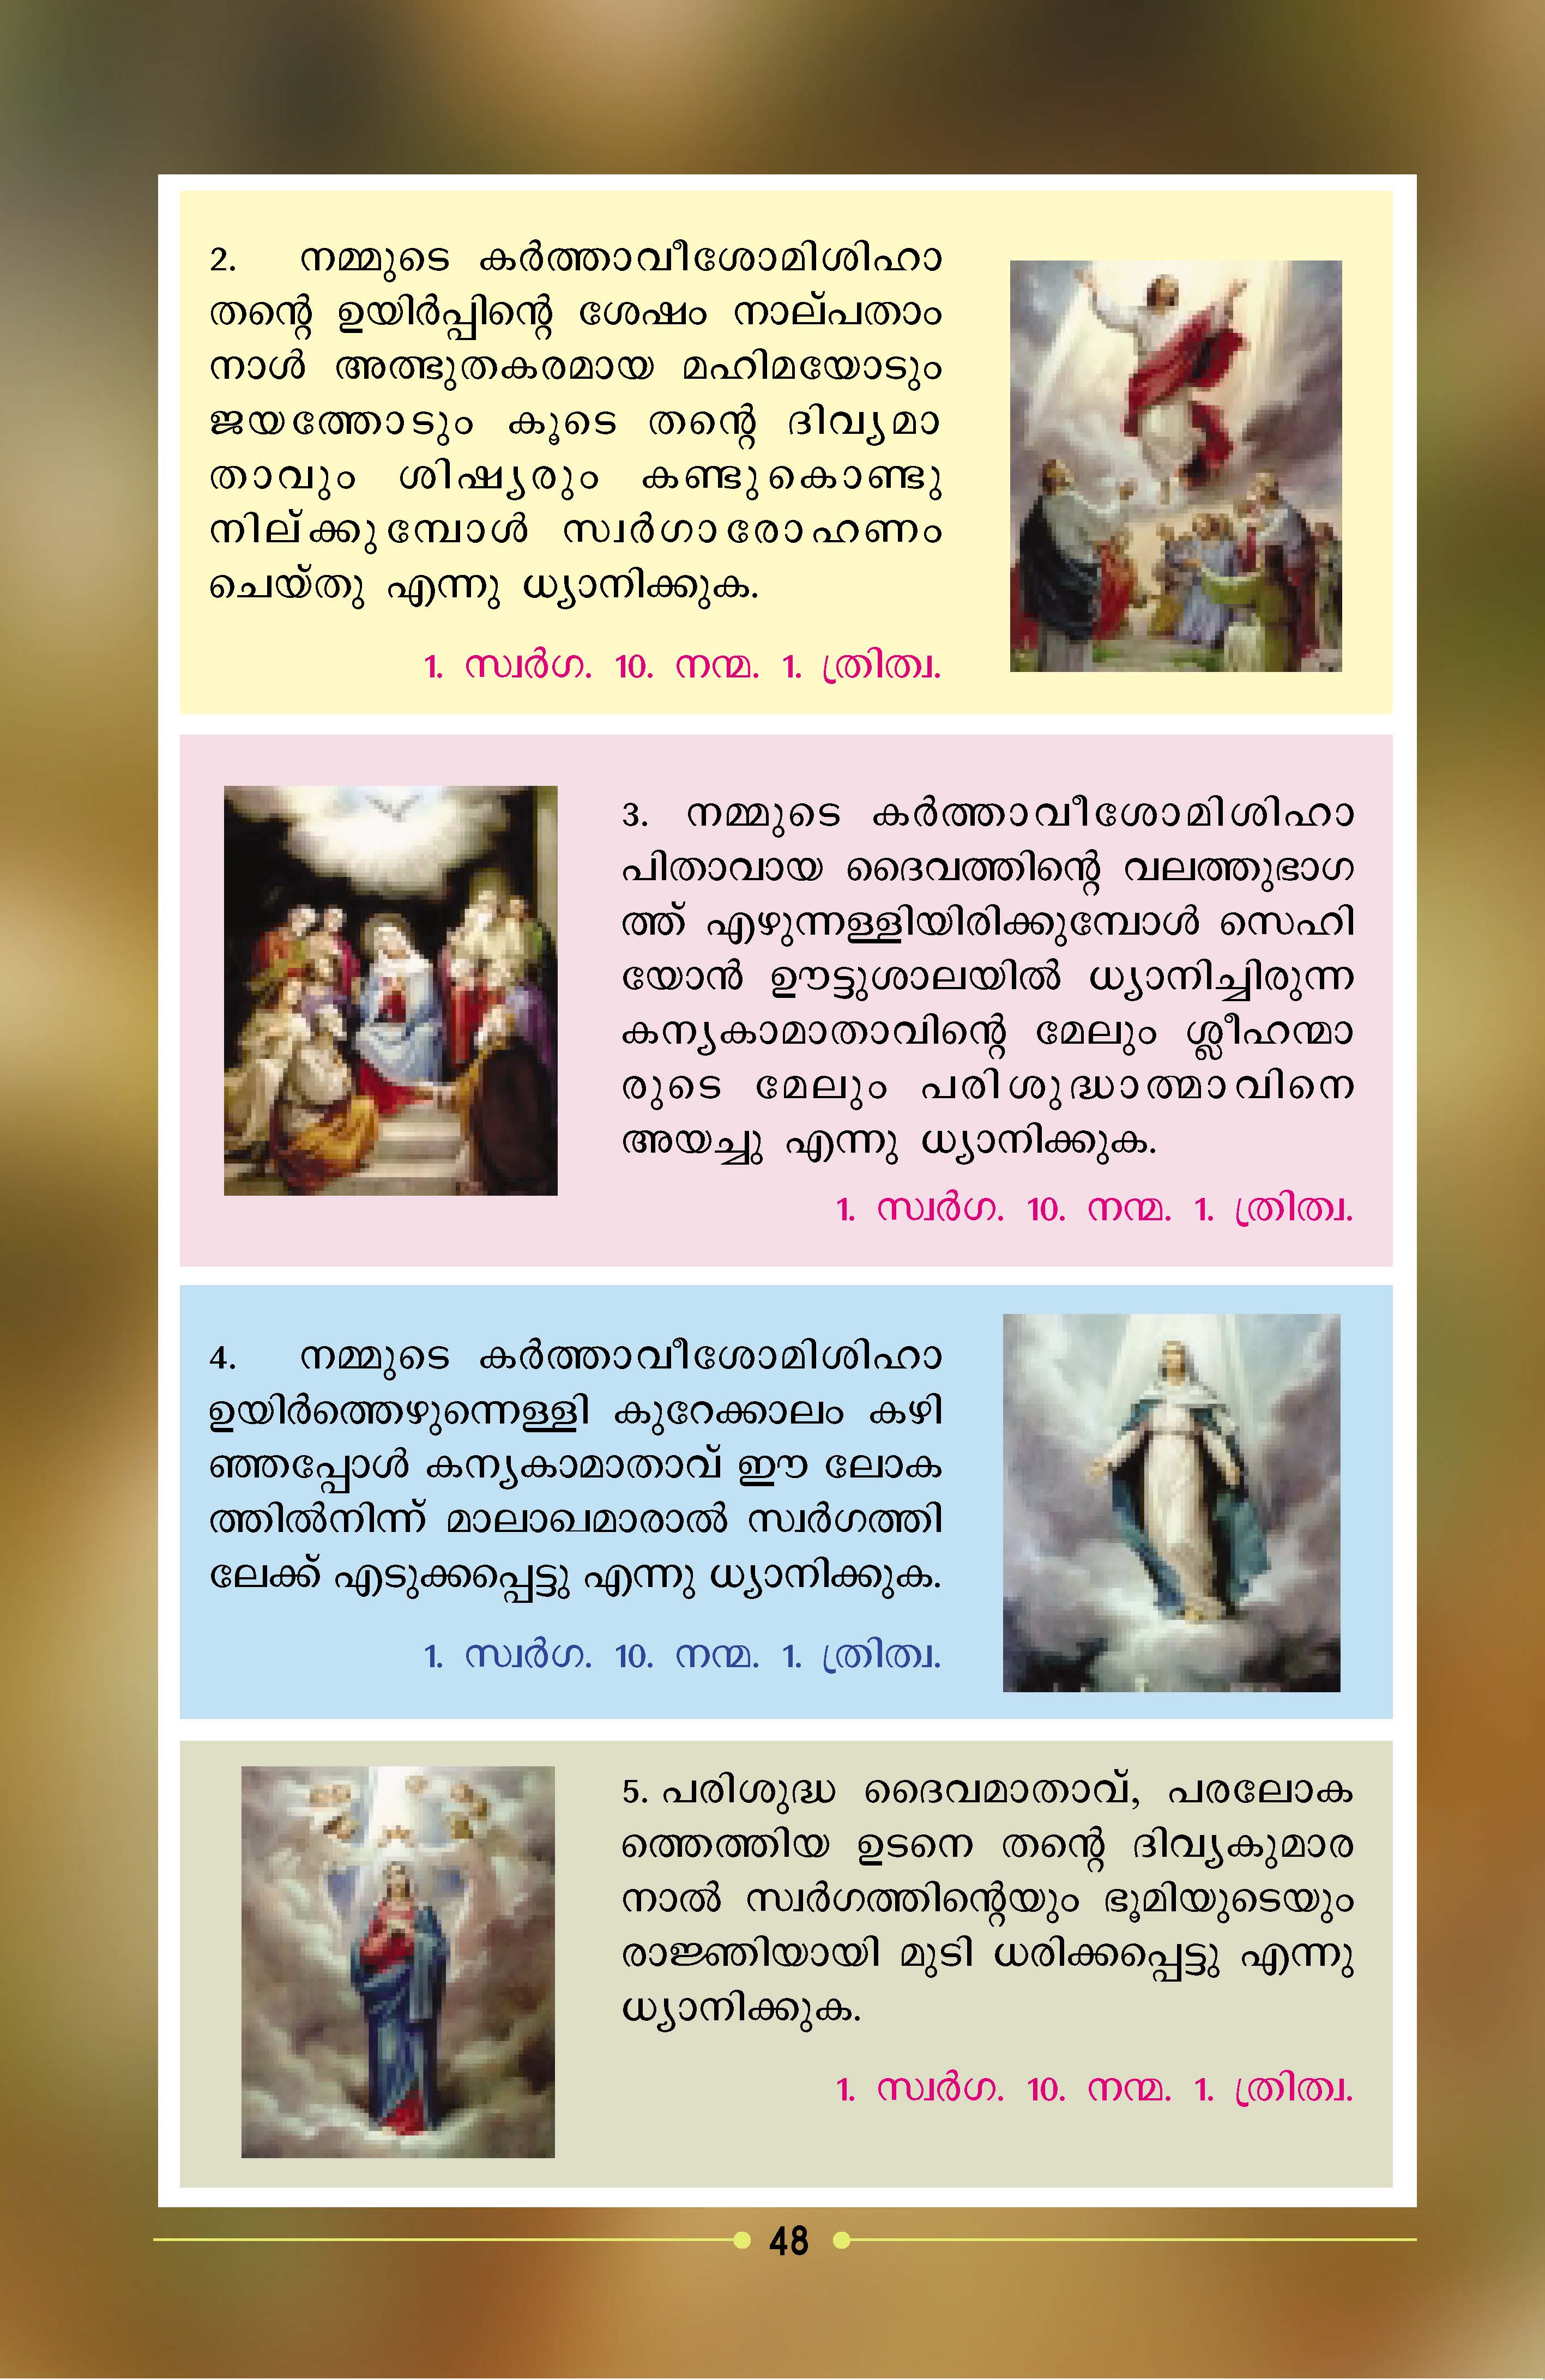 2. നമ്മുടെ കർത്താവീശോമിശിഹാ
തന്റെ ഉയിർപ്പിന്റെ ശേഷം നാല്പതാം
നാൾ അത്ഭുതകരമായ മഹിമയോടും
ജയത്തോടും കൂടെ തന്റെ ദിവ്യമാ
താവും ശിഷ്യരും കണ്ടുകൊണ്ടു
നില്ക്കുമ്പോൾ സ്വർഗാരോഹണം
ചെയ്തു എന്നു ധ്യാനിക്കുക.
1. സ്വർഗ. 10. നന്മ. 1. ത്രിത്വ.
3. നമ്മുടെ കർത്താവീശോമിശിഹാ
പിതാവായ ദൈവത്തിന്റെ വലത്തുഭാഗ
ത്ത് എഴുന്നള്ളിയിരിക്കുമ്പോൾ സെഹി
യോൻ ഊട്ടുശാലയിൽ ധ്യാനിച്ചിരുന്ന
കന്യകാമാതാവിന്റെ മേലും ശ്ലീഹന്മാ
രുടെ മേലും പരിശുദ്ധാത്മാവിനെ
അയച്ചു എന്നു ധ്യാനിക്കുക.
1. സ്വർഗ. 10. നന്മ. 1. ത്രിത്വ.
4. നമ്മുടെ കർത്താവീശോമിശിഹാ
ഉയിർത്തെഴുന്നെള്ളി കുറേക്കാലം കഴി
ഞ്ഞപ്പോൾ കന്യകാമാതാവ് ഈ ലോക
ത്തിൽനിന്ന് മാലാഖമാരാൽ സ്വർഗത്തി
ലേക്ക് എടുക്കപ്പെട്ടു എന്നു ധ്യാനിക്കുക.
1. സ്വർഗ. 10. നന്മ. 1. ത്രിത്വ.
5. പരിശുദ്ധ ദൈവമാതാവ്, പരലോക
ത്തെത്തിയ ഉടനെ തന്റെ ദിവ്യകുമാര
നാൽ സ്വർഗത്തിന്റെയും ഭൂമിയുടെയും
രാജ്ഞിയായി മുടി ധരിക്കപ്പെട്ടു എന്നു
ധ്യാനിക്കുക.
1. സ്വർഗ. 10. നന്മ. 1. ത്രിത്വ.
48